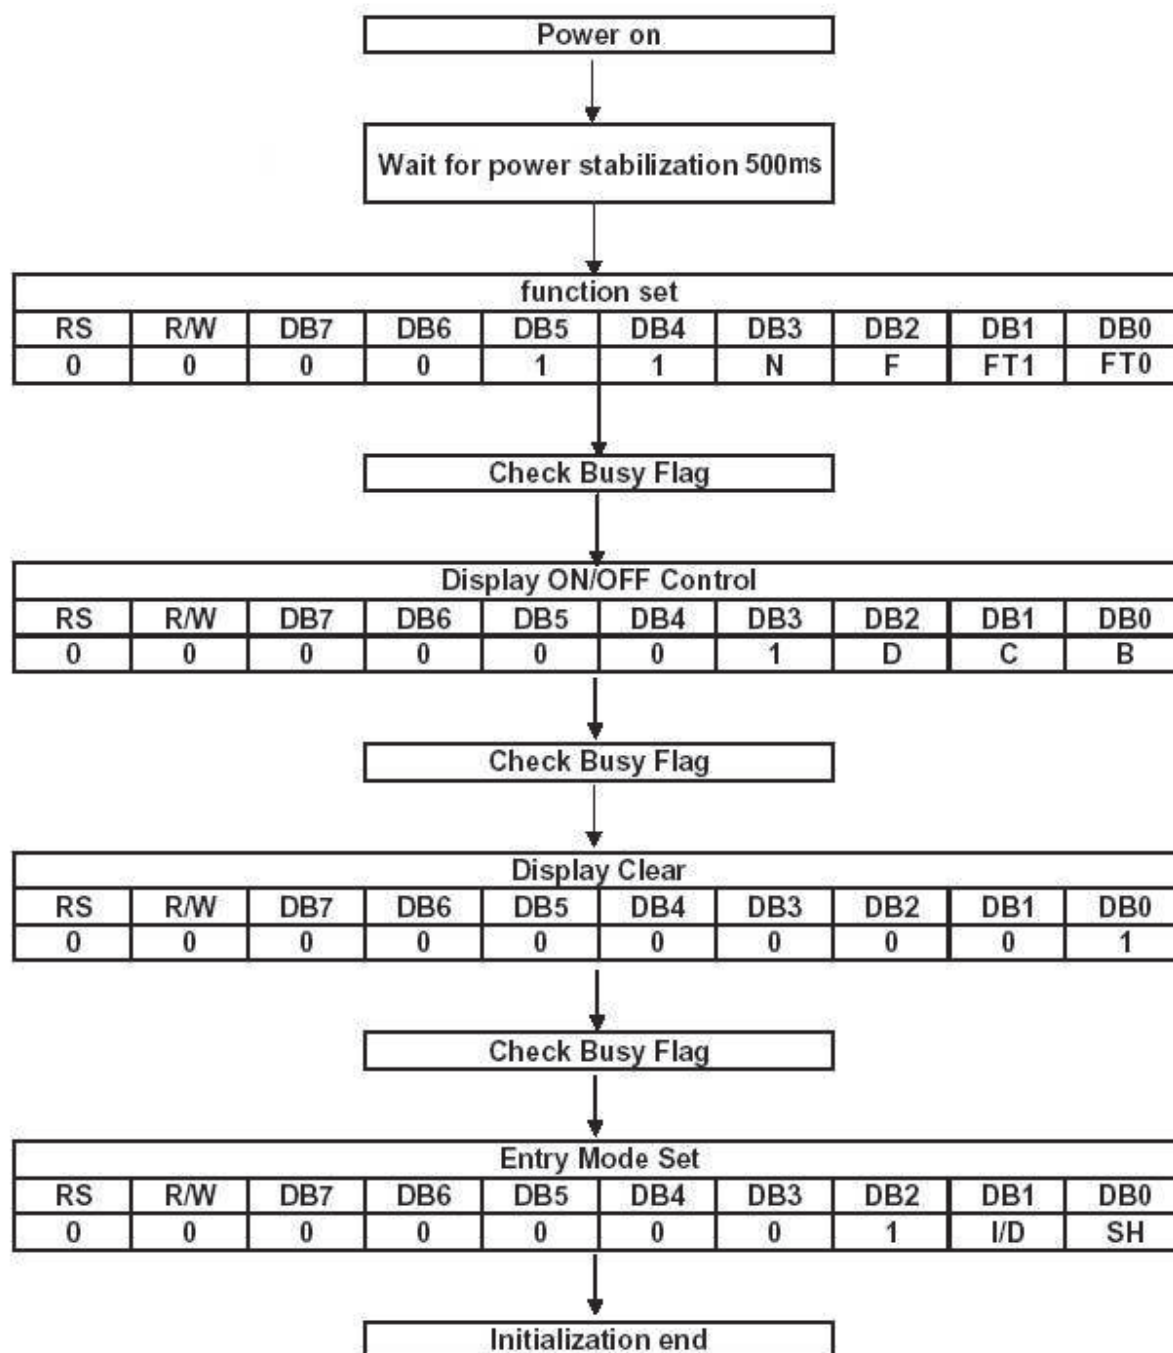 Power on
Wait for power stabilization 500ms
function set
RS R/W DB7 DB6 DB5 DB4 DB3 DB2 DB1 DB0
0 0 0 0 1 1 N F FT1 FT0
Check Busy Flag
Display ON/OFF Control
RS R/W DB7 DB6 DB5 DB4 DB3 DB2 DB1 DB0
0 0 0 0 0 0 1 D C B
Check Busy Flag
Display Clear
RS R/W DB7 DB6 DB5 DB4 DB3 DB2 DB1 DB0
0 0 0 0 0 0 0 0 0 1
Check Busy Flag
Entry Mode Set
RS R/W DB7 DB6 DB5 DB4 DB3 DB2 DB1 DB0
0 0 0 0 0 0 0 1 I/D SH
Initialization end